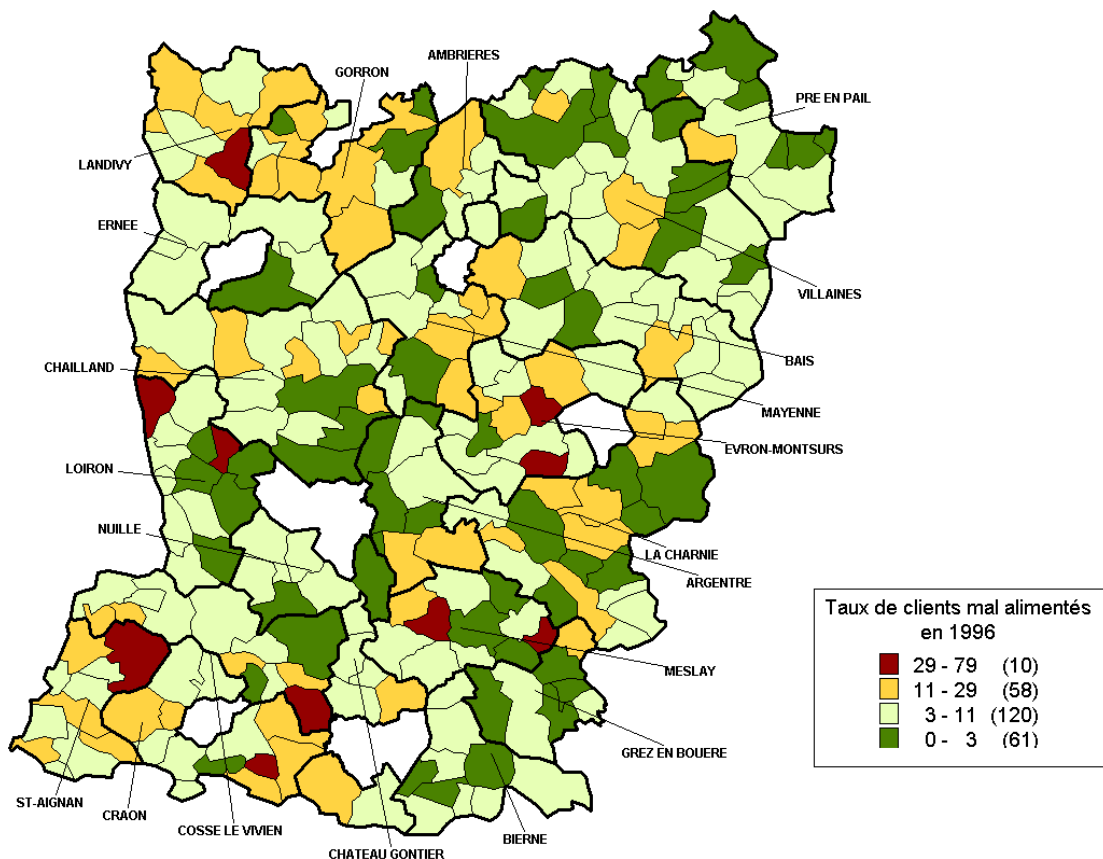 AMBRIERES
GORRON
PRE EN PAIL
LANDIVY
ERNEE
VILLAINES
BAIS
CHAILLAND
MAYENNE
EVRON-MONTSURS
LOIRON
NUILLE
LA CHARNIE
ARGENTRE
MESLAY
GREZ EN BOUERE
ST-AIGNAN
CRAON
COSSE LE VIVIEN
CHATEAU GONTIER
BIERNE
Taux de clients mal alimentés
en 1996
29 - 79 (10)
11 - 29 (58)
3 - 11 (120)
0 - 3 (61)